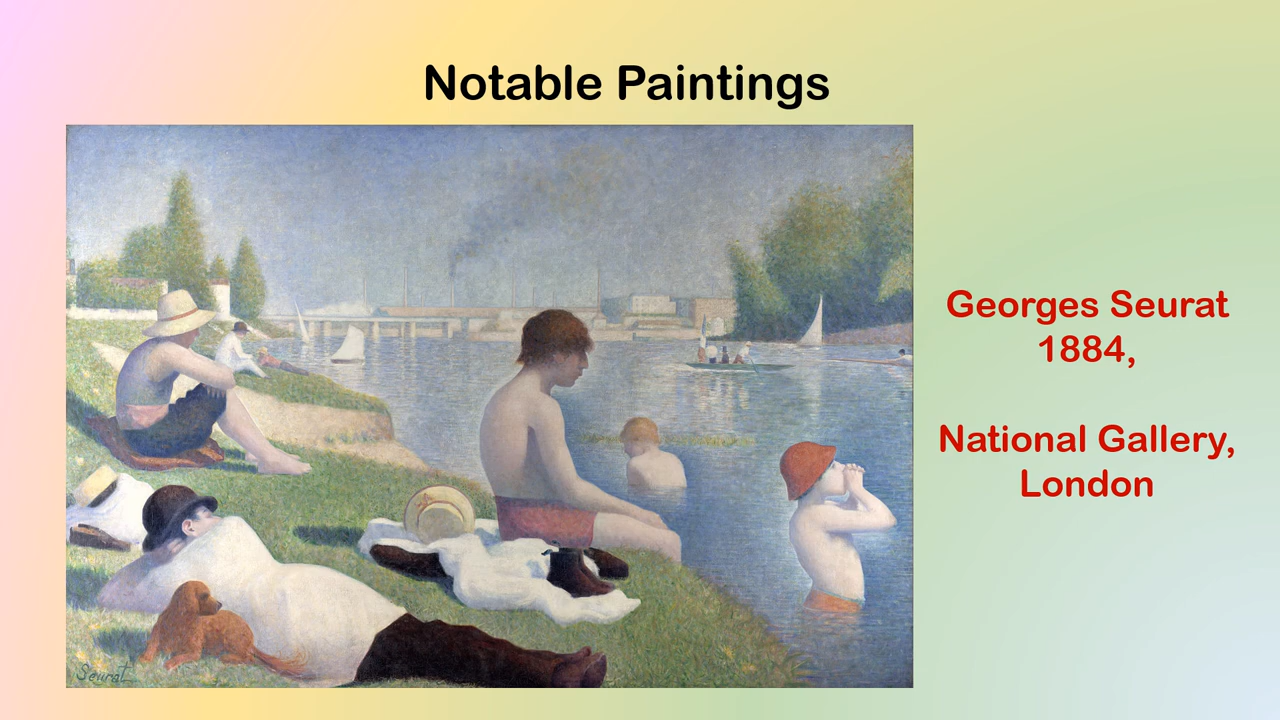 Notable Paintings
Georges Seurat
1884,
National Gallery,
London
Seurat